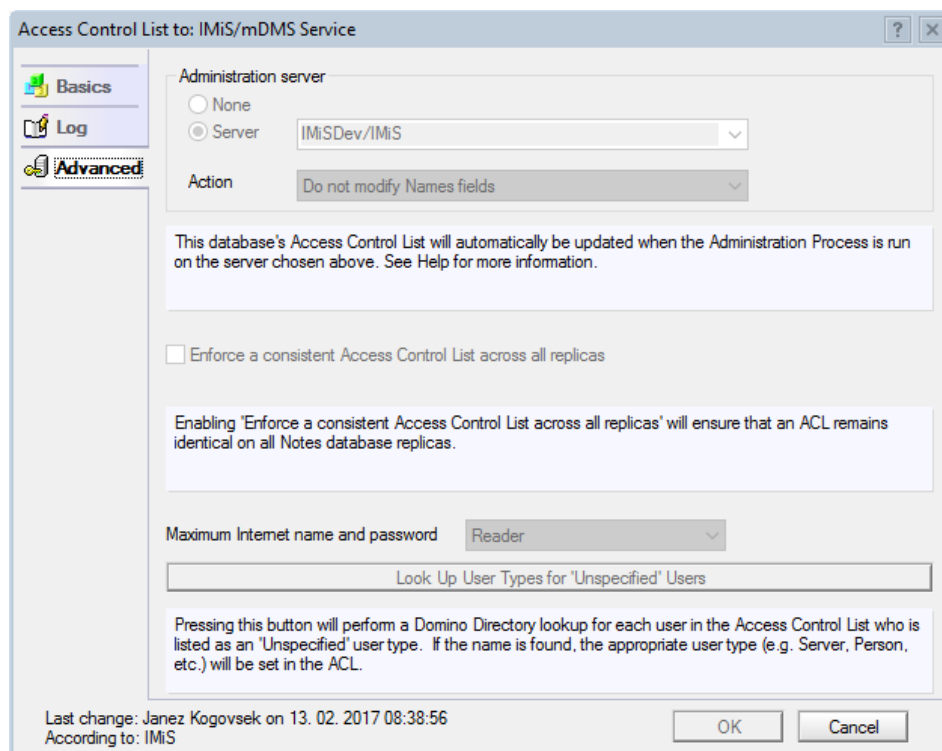 Access Control List to: IMiS/mDMS Service
Basics
Log
Advanced
Administration server
None
Server
IMiSDev/IMiS
Action
Do not modify Names fields
This database's Access Control List will automatically be updated when the Administration Process is run
on the server chosen above. See Help for more information.
Enforce a consistent Access Control List across all replicas
Enabling 'Enforce a consistent Access Control List across all replicas' will ensure that an ACL remains
identical on all Notes database replicas.
Maximum Internet name and password
Reader
Look Up User Types for 'Unspecified' Users
Pressing this button will perform a Domino Directory lookup for each user in the Access Control List who is
listed as an 'Unspecified' user type. If the name is found, the appropriate user type (e.g. Server, Person,
etc.) will be set in the ACL.
Last change: Janez Kogovsek on 13. 02. 2017 08:38:56
According to: IMiS
OK
Cancel